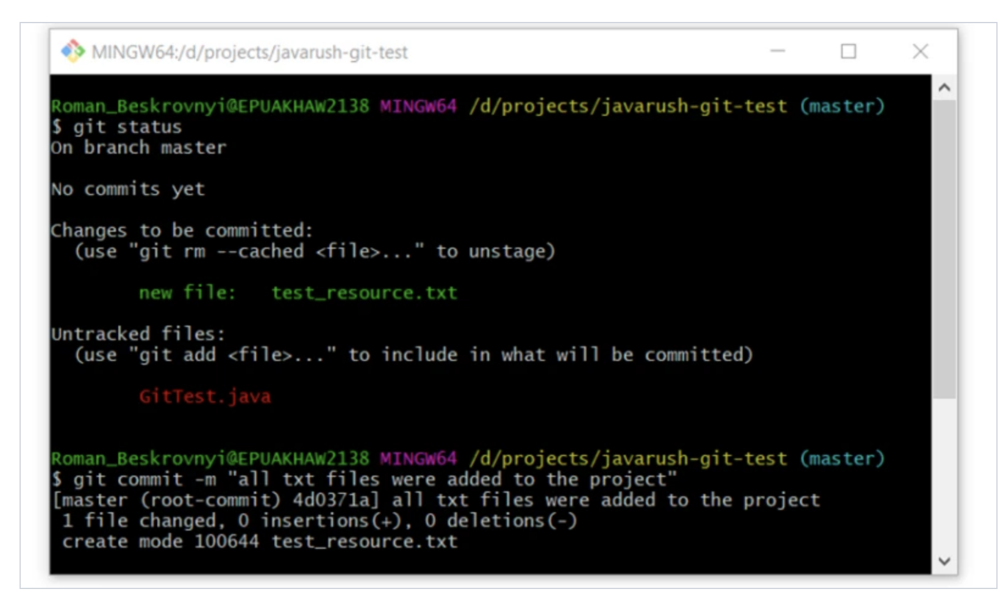 MINGW64:/d/projects/javarush-git-test
Roman_Beskrovnyi@EPUAKHAW2138 MINGW64 /d/projects/javarush-git-test (master)
$ git status
On branch master
No commits yet
Changes to be committed:
(use "git rm --cached <file>..." to unstage)
new file: test_resource.txt
Untracked files:
(use "git add <file>..." to include in what will be committed)
GitTest.java
Roman_Beskrovnyi@EPUAKHAW2138 MINGW64 /d/projects/javarush-git-test (master)
$ git commit -m "all txt files were added to the project"
[master (root-commit) 4d0371a] all txt files were added to the project
1 file changed, 0 insertions(+), 0 deletions(-)
create mode 100644 test_resource.txt